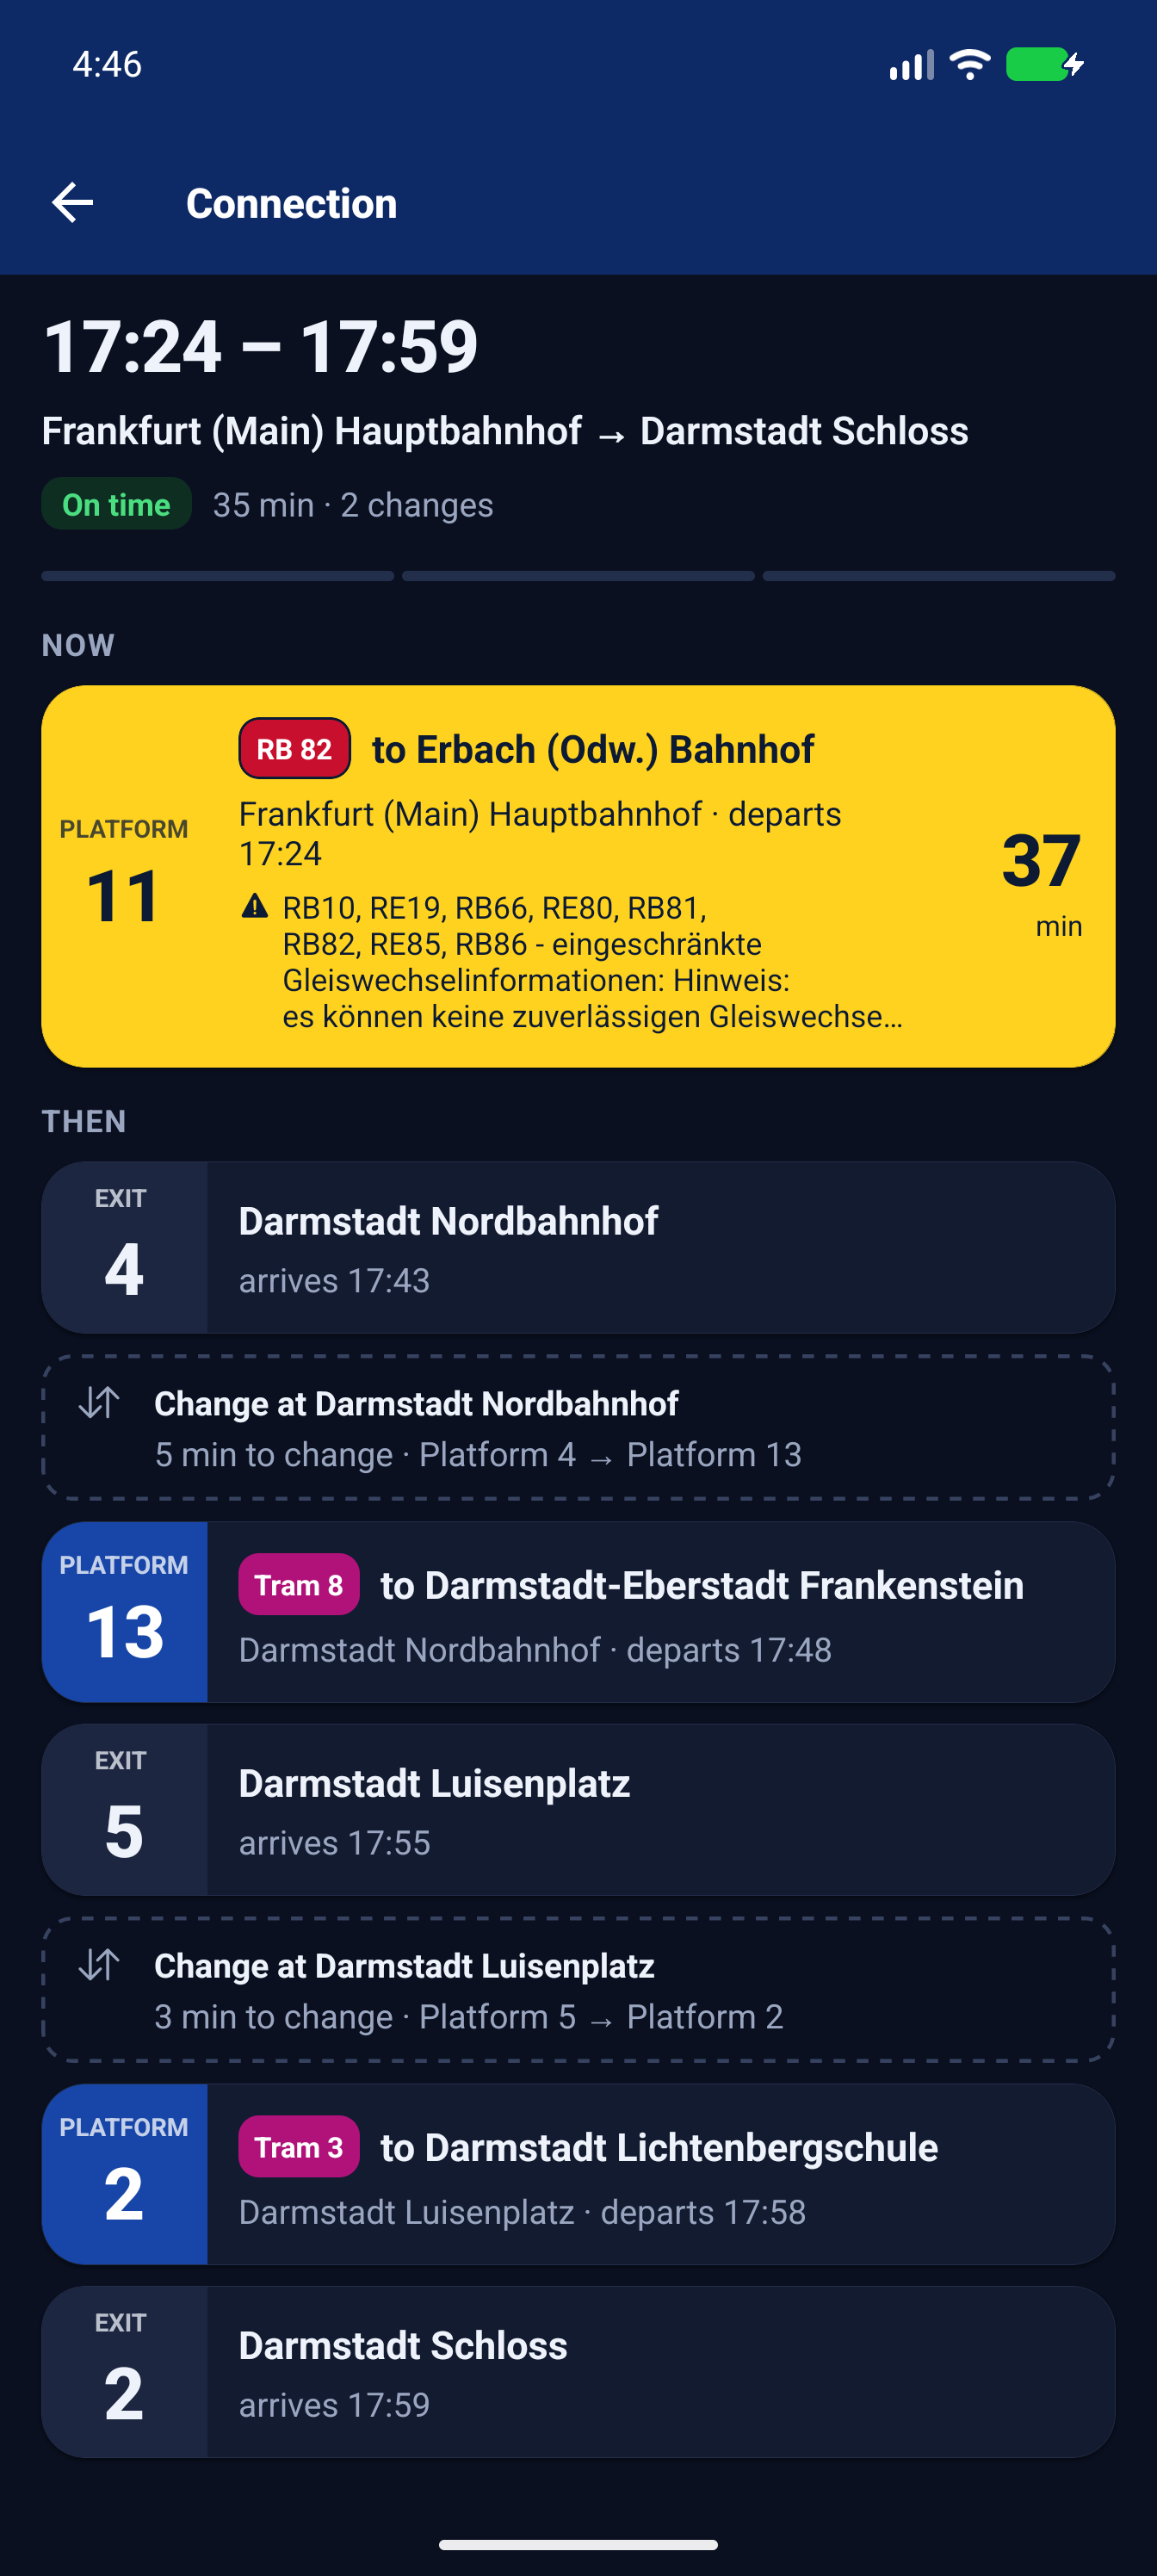 4:46
Connection
17:24 – 17:59
Frankfurt (Main) Hauptbahnhof → Darmstadt Schloss
On time 35 min · 2 changes
NOW
PLATFORM
11
RB 82 to Erbach (Odw.) Bahnhof
Frankfurt (Main) Hauptbahnhof · departs
17:24
RB10, RE19, RB66, RE80, RB81,
RB82, RE85, RB86 - eingeschränkte
Gleiswechselinformationen: Hinweis:
es können keine zuverlässigen Gleiswechse...
37
min
THEN
EXIT
4
Darmstadt Nordbahnhof
arrives 17:43
Change at Darmstadt Nordbahnhof
5 min to change · Platform 4 → Platform 13
PLATFORM
13
Tram 8 to Darmstadt-Eberstadt Frankenstein
Darmstadt Nordbahnhof · departs 17:48
EXIT
5
Darmstadt Luisenplatz
arrives 17:55
Change at Darmstadt Luisenplatz
3 min to change · Platform 5 → Platform 2
PLATFORM
2
Tram 3 to Darmstadt Lichtenbergschule
Darmstadt Luisenplatz · departs 17:58
EXIT
2
Darmstadt Schloss
arrives 17:59